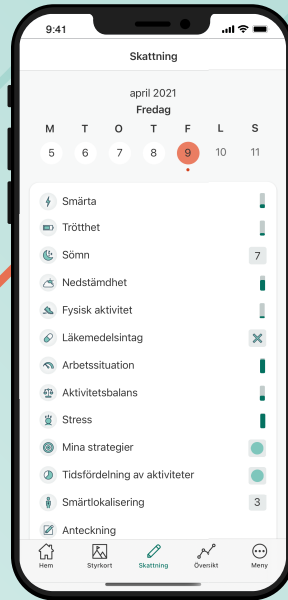 9:41
Skattning
april 2021
Fredag
M T O T F L S
5 6 7 8 9 10 11
Smärta
Trötthet
Sömn 7
Nedstämdhet
Fysisk aktivitet
Läkemedelsintag
Arbetssituation
Aktivitetsbalans
Stress
Mina strategier
Tidsfördelning av aktiviteter
Smärtlokalisering 3
Anteckning
Hem Styrkort Skattning Övenikt Meny